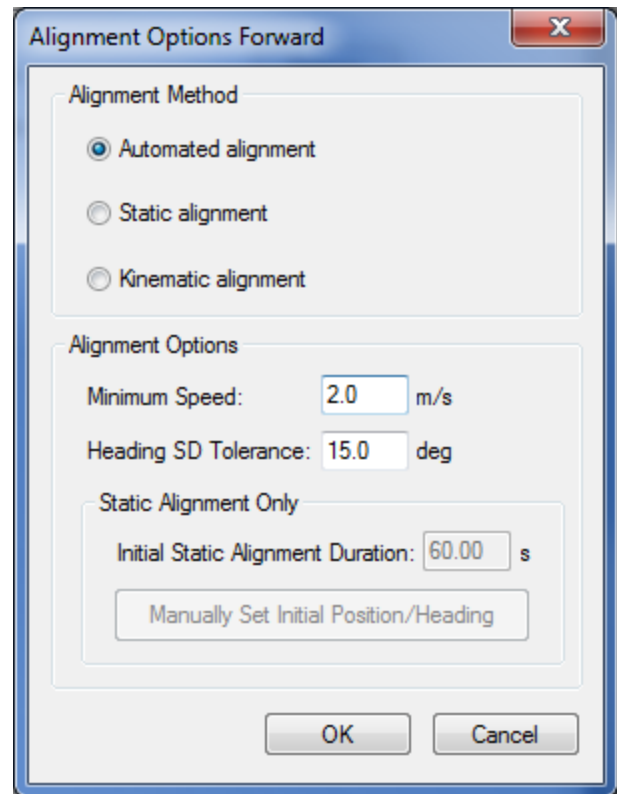 Alignment Options Forward
Alignment Method
Automated alignment
Static alignment
Kinematic alignment
Alignment Options
Minimum Speed: 2.0 m/s
Heading SD Tolerance: 15.0 deg
Static Alignment Only
Initial Static Alignment Duration: 60.00 s
Manually Set Initial Position/Heading
OK Cancel